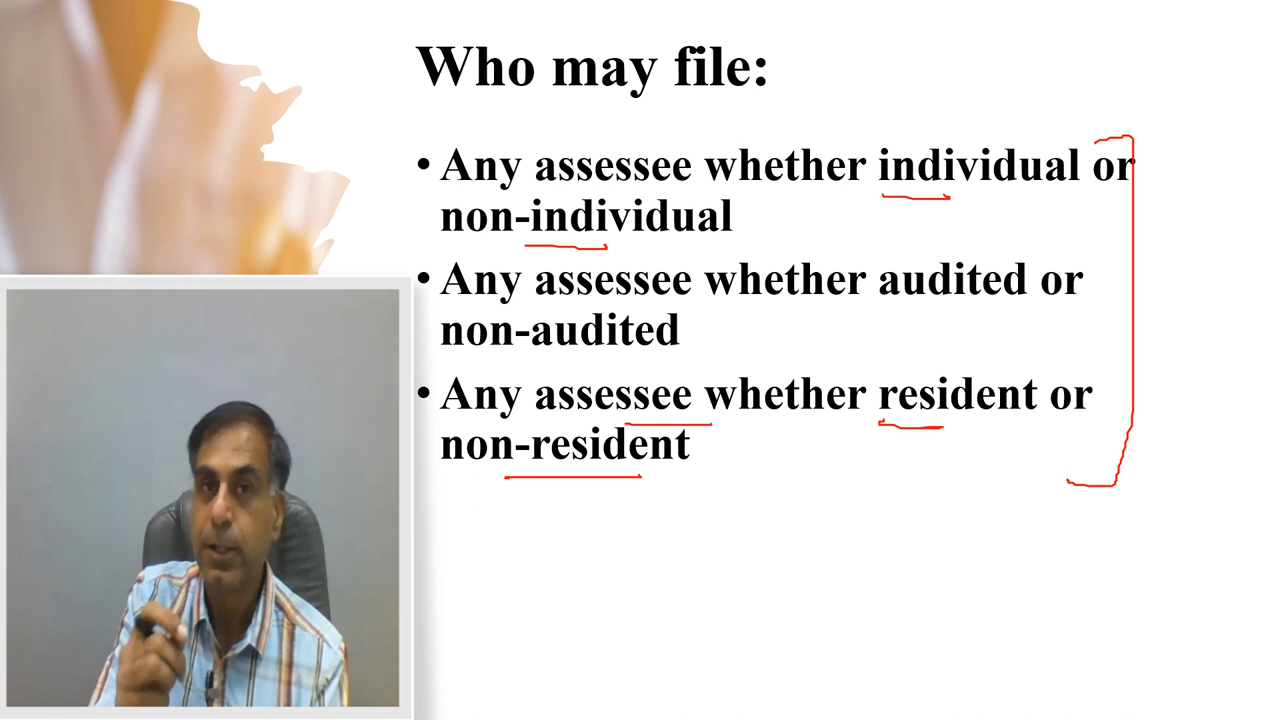 Who may file:
• Any assessee whether individual or
non-individual
• Any assessee whether audited or
non-audited
• Any assessee whether resident or
non-resident